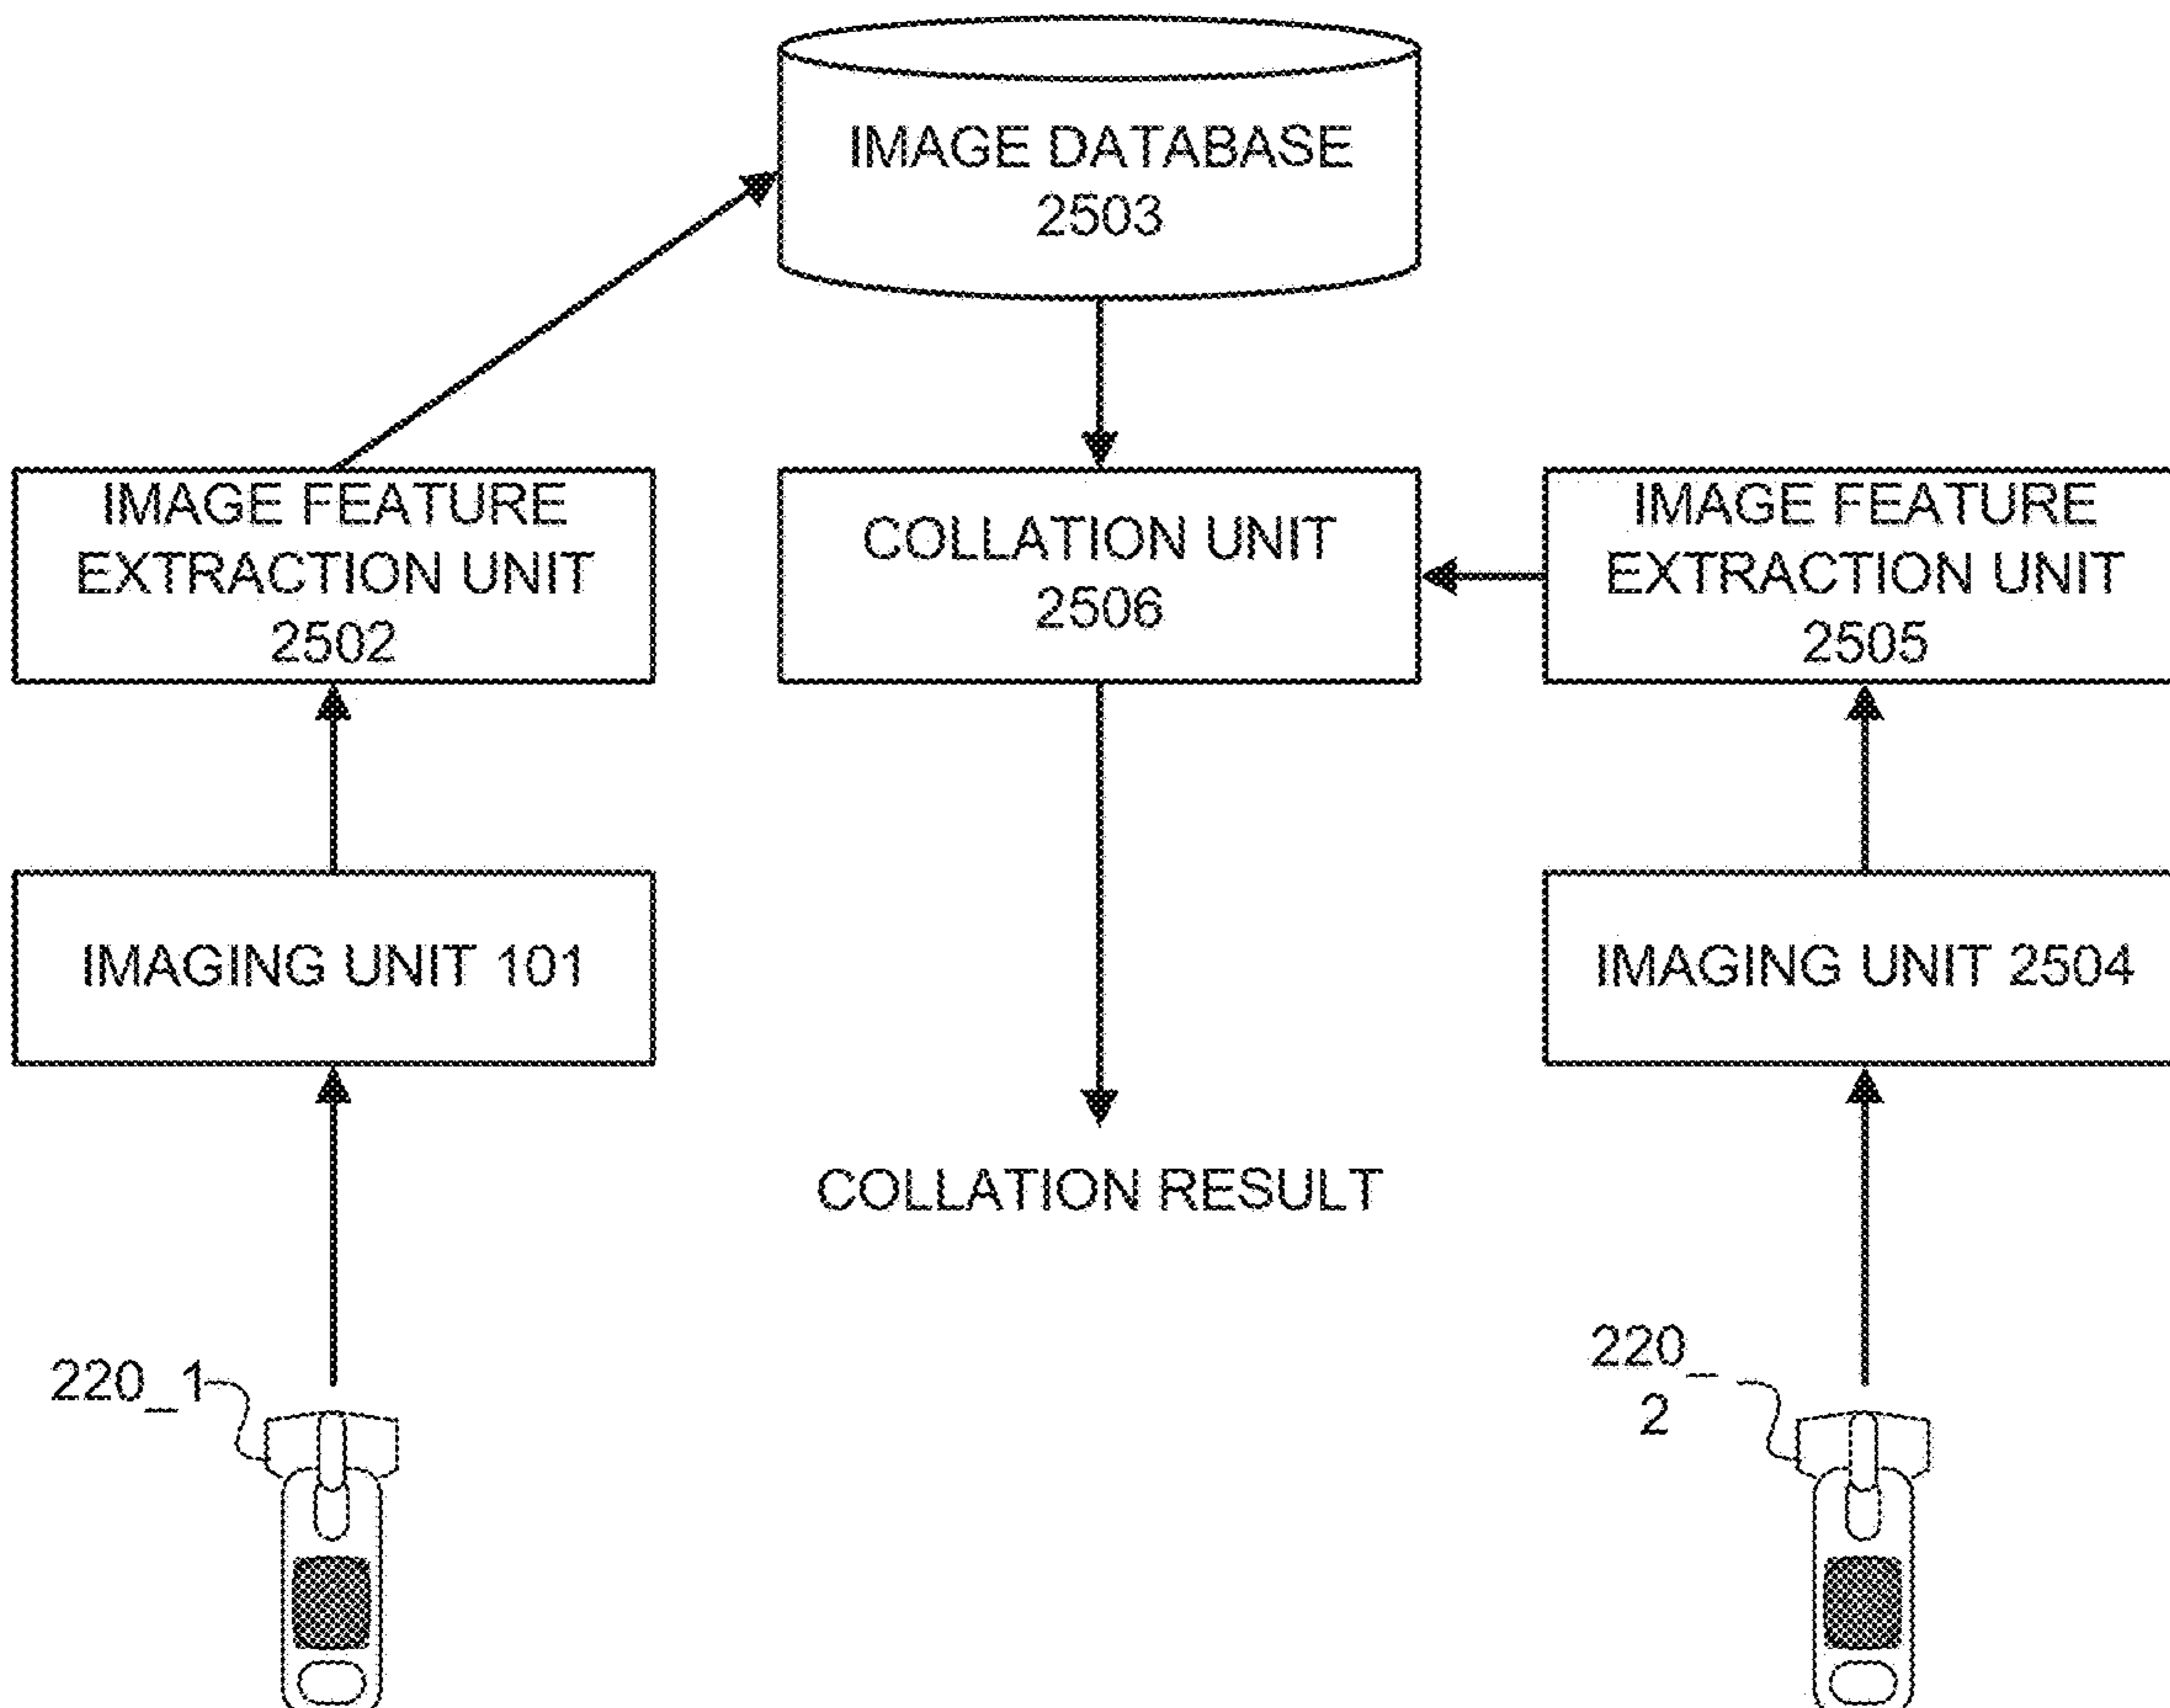 IMAGE DATABASE
2503
IMAGE FEATURE
EXTRACTION UNIT
2502
COLLATION UNIT
2506
IMAGE FEATURE
EXTRACTION UNIT
2505
IMAGING UNIT 101
IMAGING UNIT 2504
COLLATION RESULT
220_1
220_
2